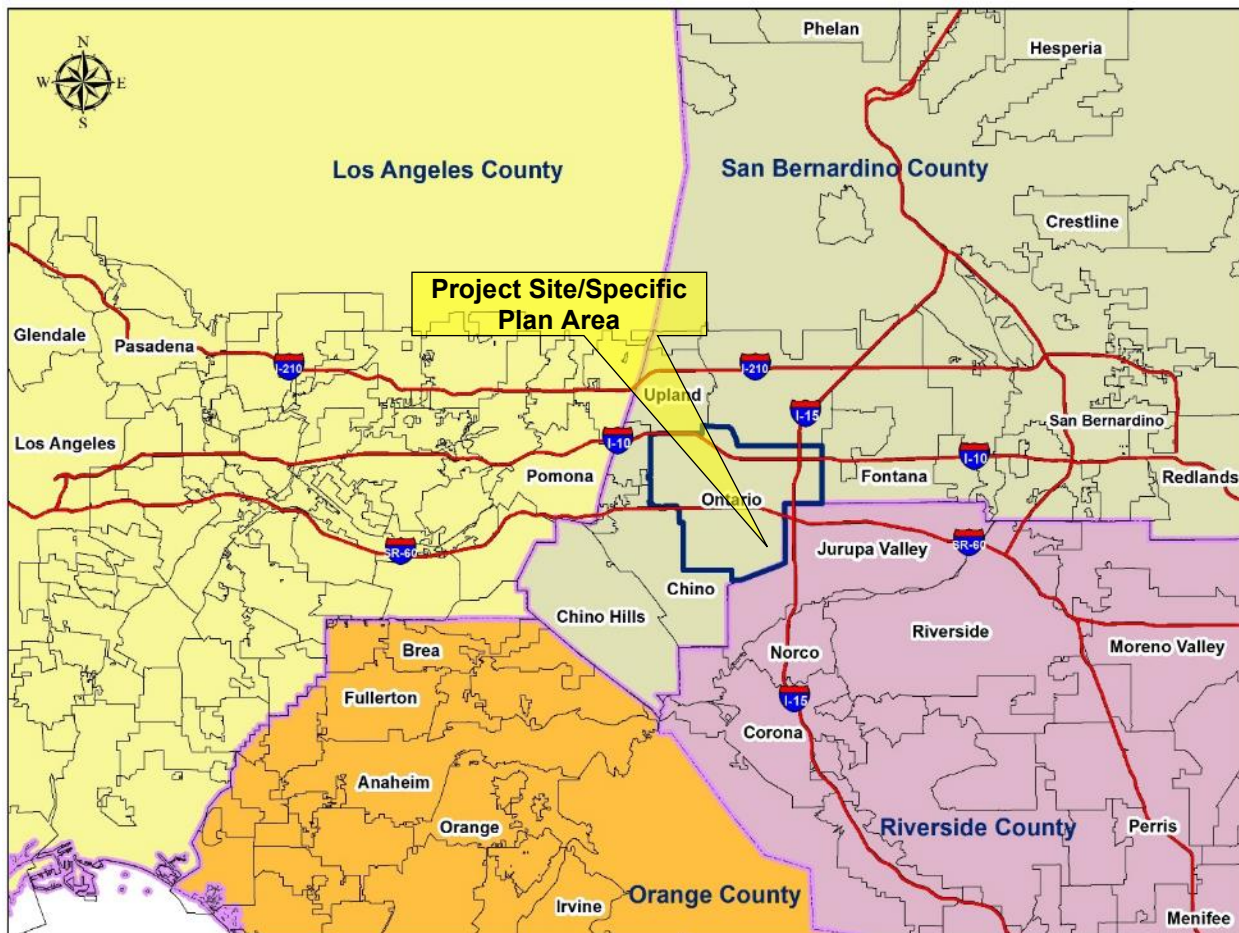 Phelan
Hesperia
N
W
E
S
Los Angeles County
San Bernardino County
Crestline
Project Site/Specific
Plan Area
Glendale
Pasadena
I-210
I-210
Upland
I-15
San Bernardino
Los Angeles
I-10
Pomona
Fontana
I-10
Redlands
Ontario
SR-60
Jurupa Valley
SR-60
Chino
Chino Hills
Riverside
Brea
Norco
Moreno Valley
Fullerton
I-15
Corona
Anaheim
Orange
Riverside County
Perris
Orange County
Irvine
Menifee